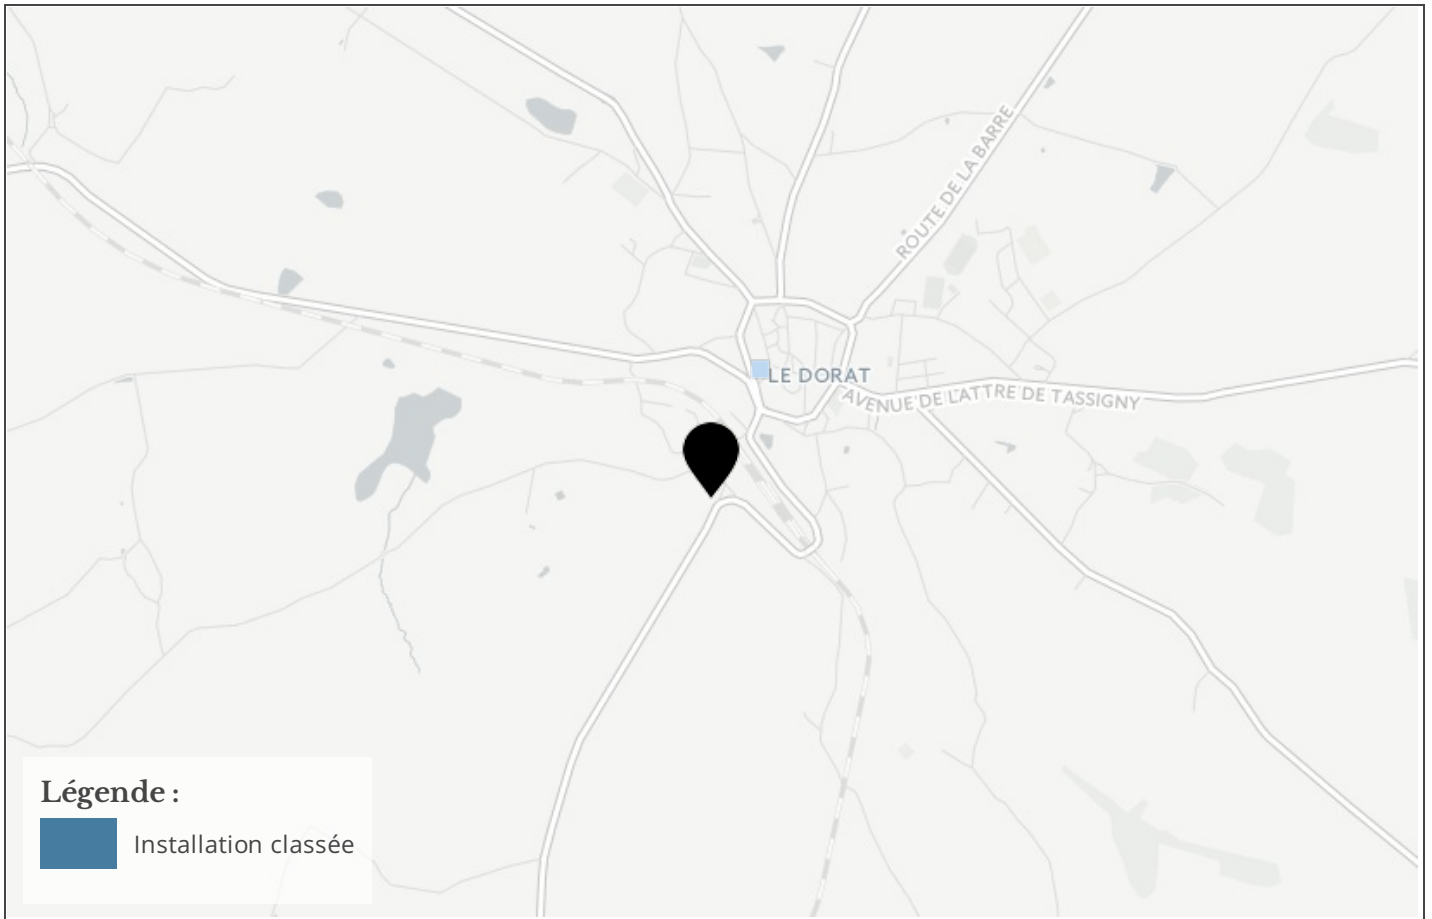 ROUTE DE LA BARRE
LE DORAT
AVENUE DE L'ATTRE DE TASSIGNY
Légende :
Installation classée